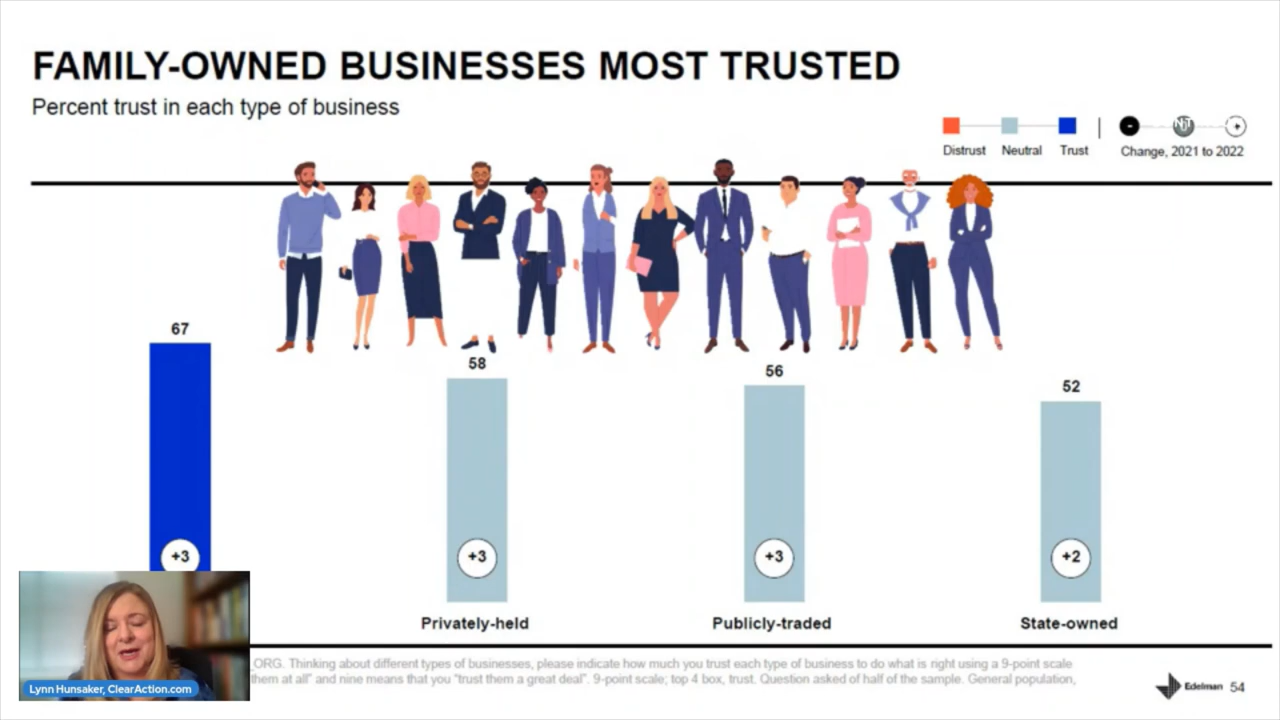 FAMILY-OWNED BUSINESSES MOST TRUSTED
Percent trust in each type of business
Distrust Neutral Trust
Change, 2021 to 2022
67
58
56
52
+3
+3
+3
+2
Privately-held
Publicly-traded
State-owned
_ORG. Thinking about different types of businesses, please indicate how much you trust each type of business to do what is right using a 9-point scale
them at all” and nine means that you “trust them a great deal”. 9-point scale; top 4 box, trust. Question asked of half of the sample. General population,
Lynn Hunsaker, ClearAction.com
Edelman 54